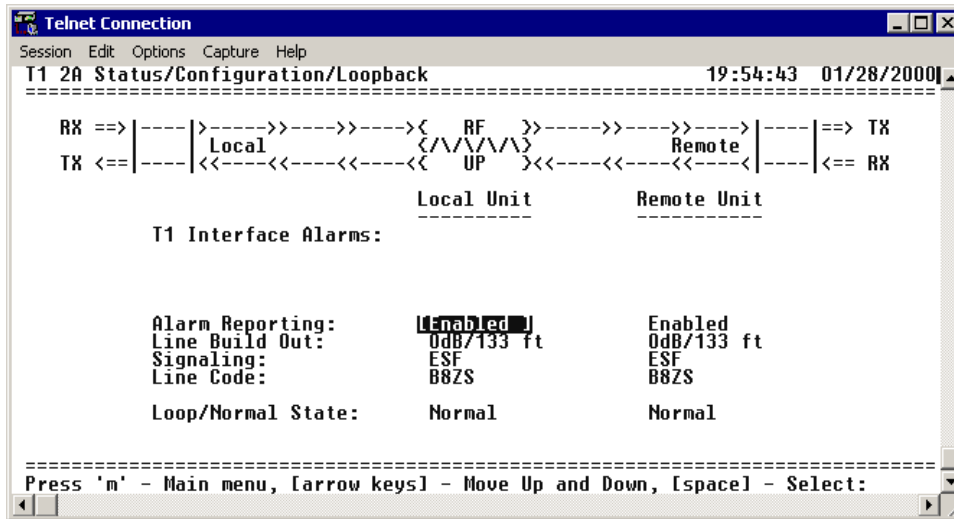 Telnet Connection
Session Edit Options Capture Help
T1 2A Status/Configuration/Loopback 19:54:43 01/28/2000
===================================================================================
RX ==>|----|>----->>---->>---->{ RF }>----->>---->>---->|----|==> TX
| |Local {/\/\/\/\} Remote | |
TX <==|----|<<----<<----<<----<{ UP }<<----<<----<<----<|----|<== RX
Local Unit Remote Unit
---------- -----------
T1 Interface Alarms:
Alarm Reporting: [Enabled ] Enabled
Line Build Out: 0dB/133 ft 0dB/133 ft
Signaling: ESF ESF
Line Code: B8ZS B8ZS
Loop/Normal State: Normal Normal
===================================================================================
Press 'm' - Main menu, [arrow keys] - Move Up and Down, [space] - Select: